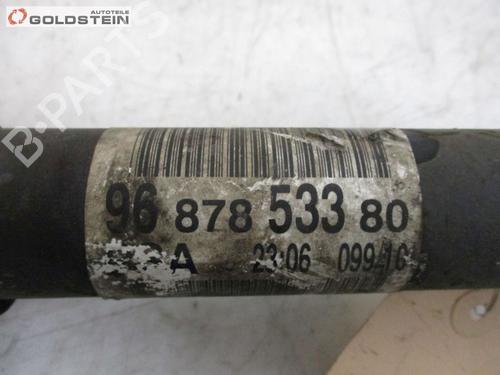 AUTOTEILE
GOLDSTEIN
B-PARTS
96 878 533 80
23:06